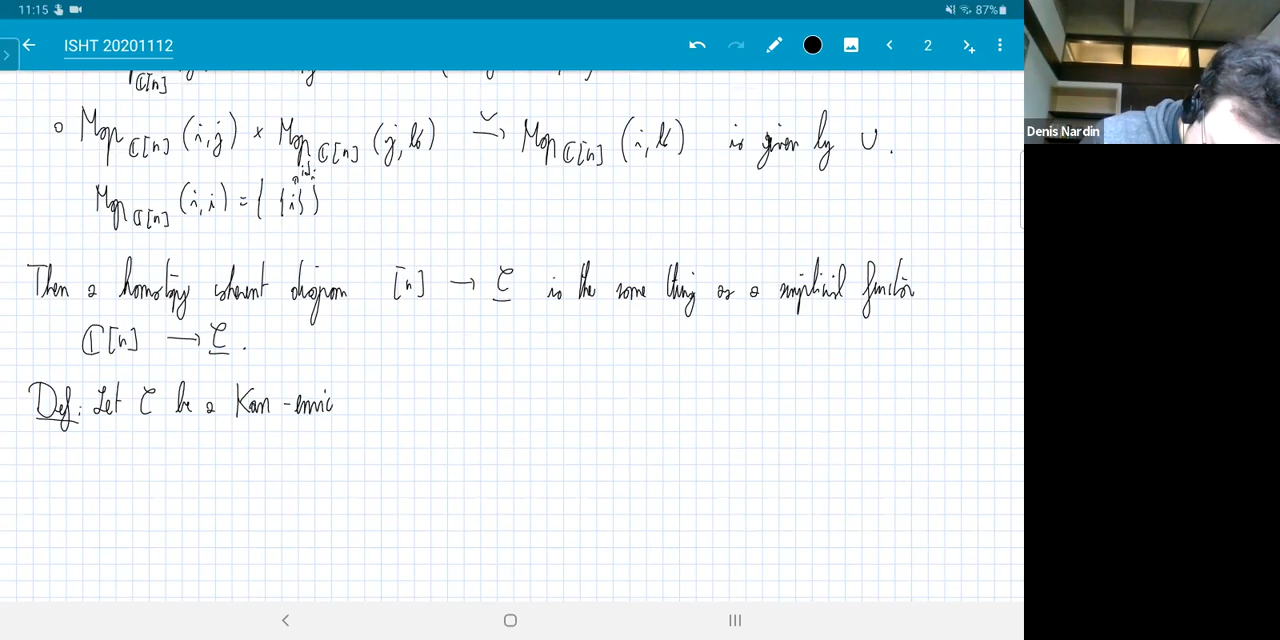 11:15 87%
ISHT 20201112
2
ℂ[n]
∘ Map_ℂ[n] (i,j) × Map_ℂ[n] (j,k) ∪→ Map_ℂ[n] (i,k) is given by ∪.
Map_ℂ[n] (i,i) = { {i} }
Then a homotopy coherent diagram [n] → C is the same thing as a simplicial functor
ℂ[n] → C.
Def: Let C be a Kan-enric
Denis Nardin